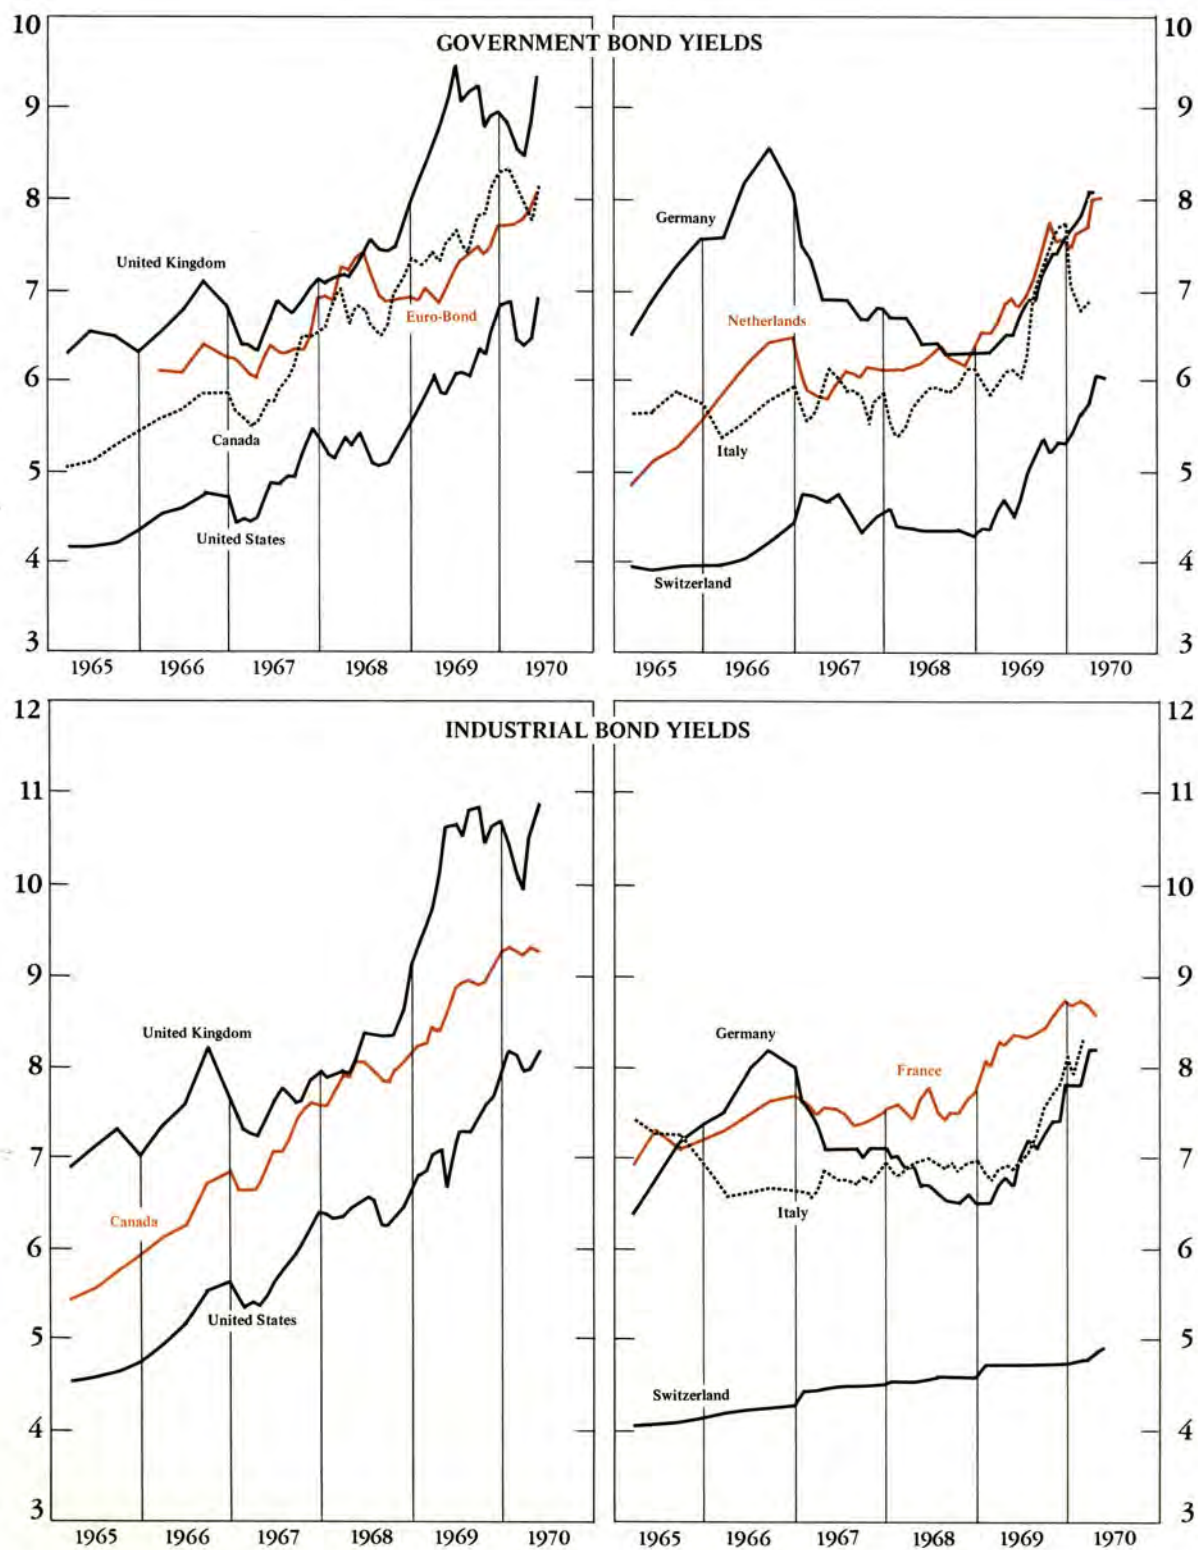 GOVERNMENT BOND YIELDS
10
9
8
7
6
5
4
3
United Kingdom
Euro-Bond
Canada
United States
1965 1966 1967 1968 1969 1970
10
9
8
7
6
5
4
3
Germany
Netherlands
Italy
Switzerland
1965 1966 1967 1968 1969 1970
INDUSTRIAL BOND YIELDS
12
11
10
9
8
7
6
5
4
3
United Kingdom
Canada
United States
1965 1966 1967 1968 1969 1970
12
11
10
9
8
7
6
5
4
3
Germany
France
Italy
Switzerland
1965 1966 1967 1968 1969 1970